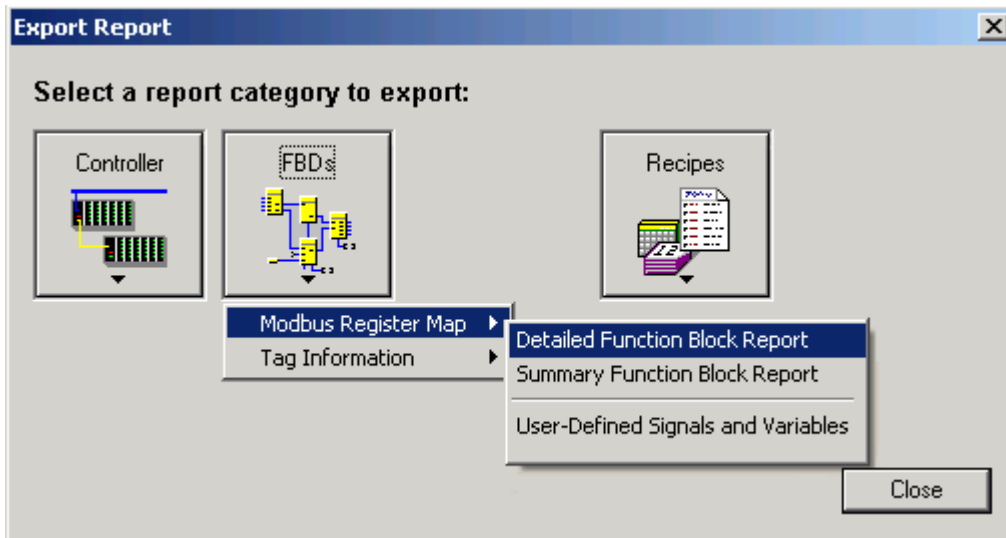 Export Report
Select a report category to export:
Controller
FBDs
Recipes
Modbus Register Map
Tag Information
Detailed Function Block Report
Summary Function Block Report
User-Defined Signals and Variables
Close